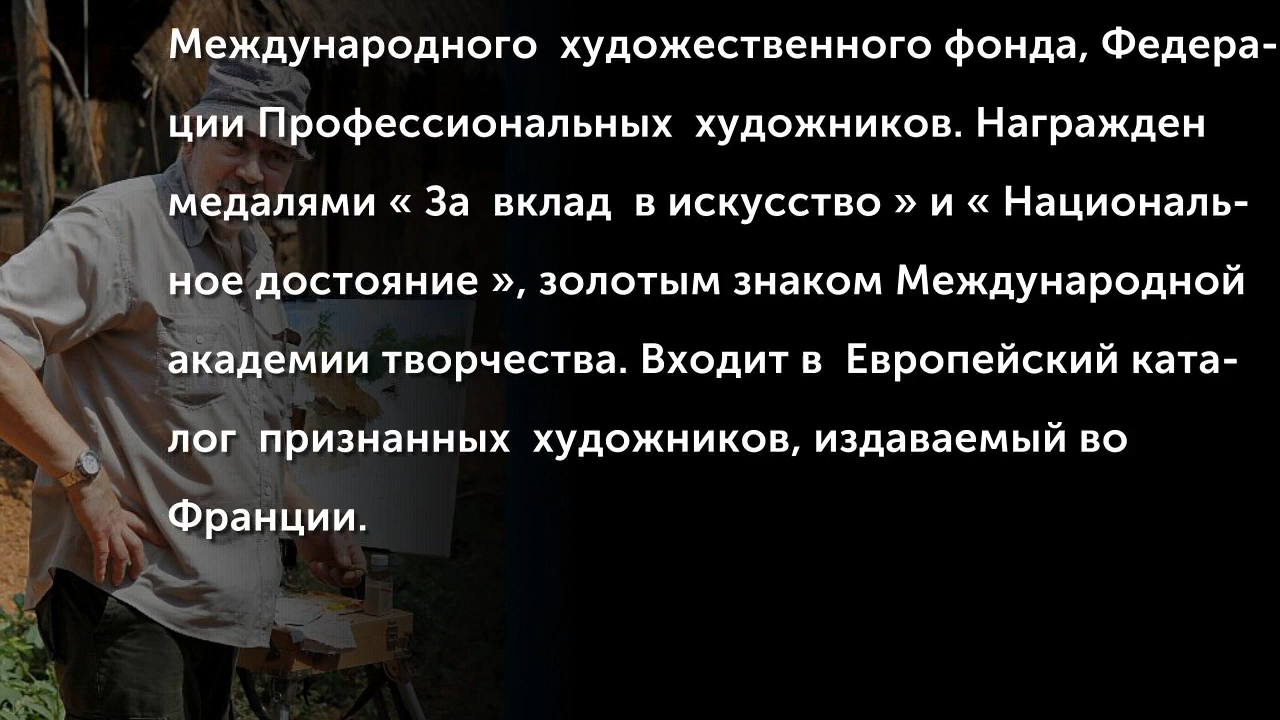 Международного  художественного фонда, Федера-
ции Профессиональных  художников. Награжден
медалями « За  вклад  в искусство » и « Националь-
ное достояние », золотым знаком Международной
академии творчества. Входит в  Европейский ката-
лог  признанных  художников, издаваемый во
Франции.